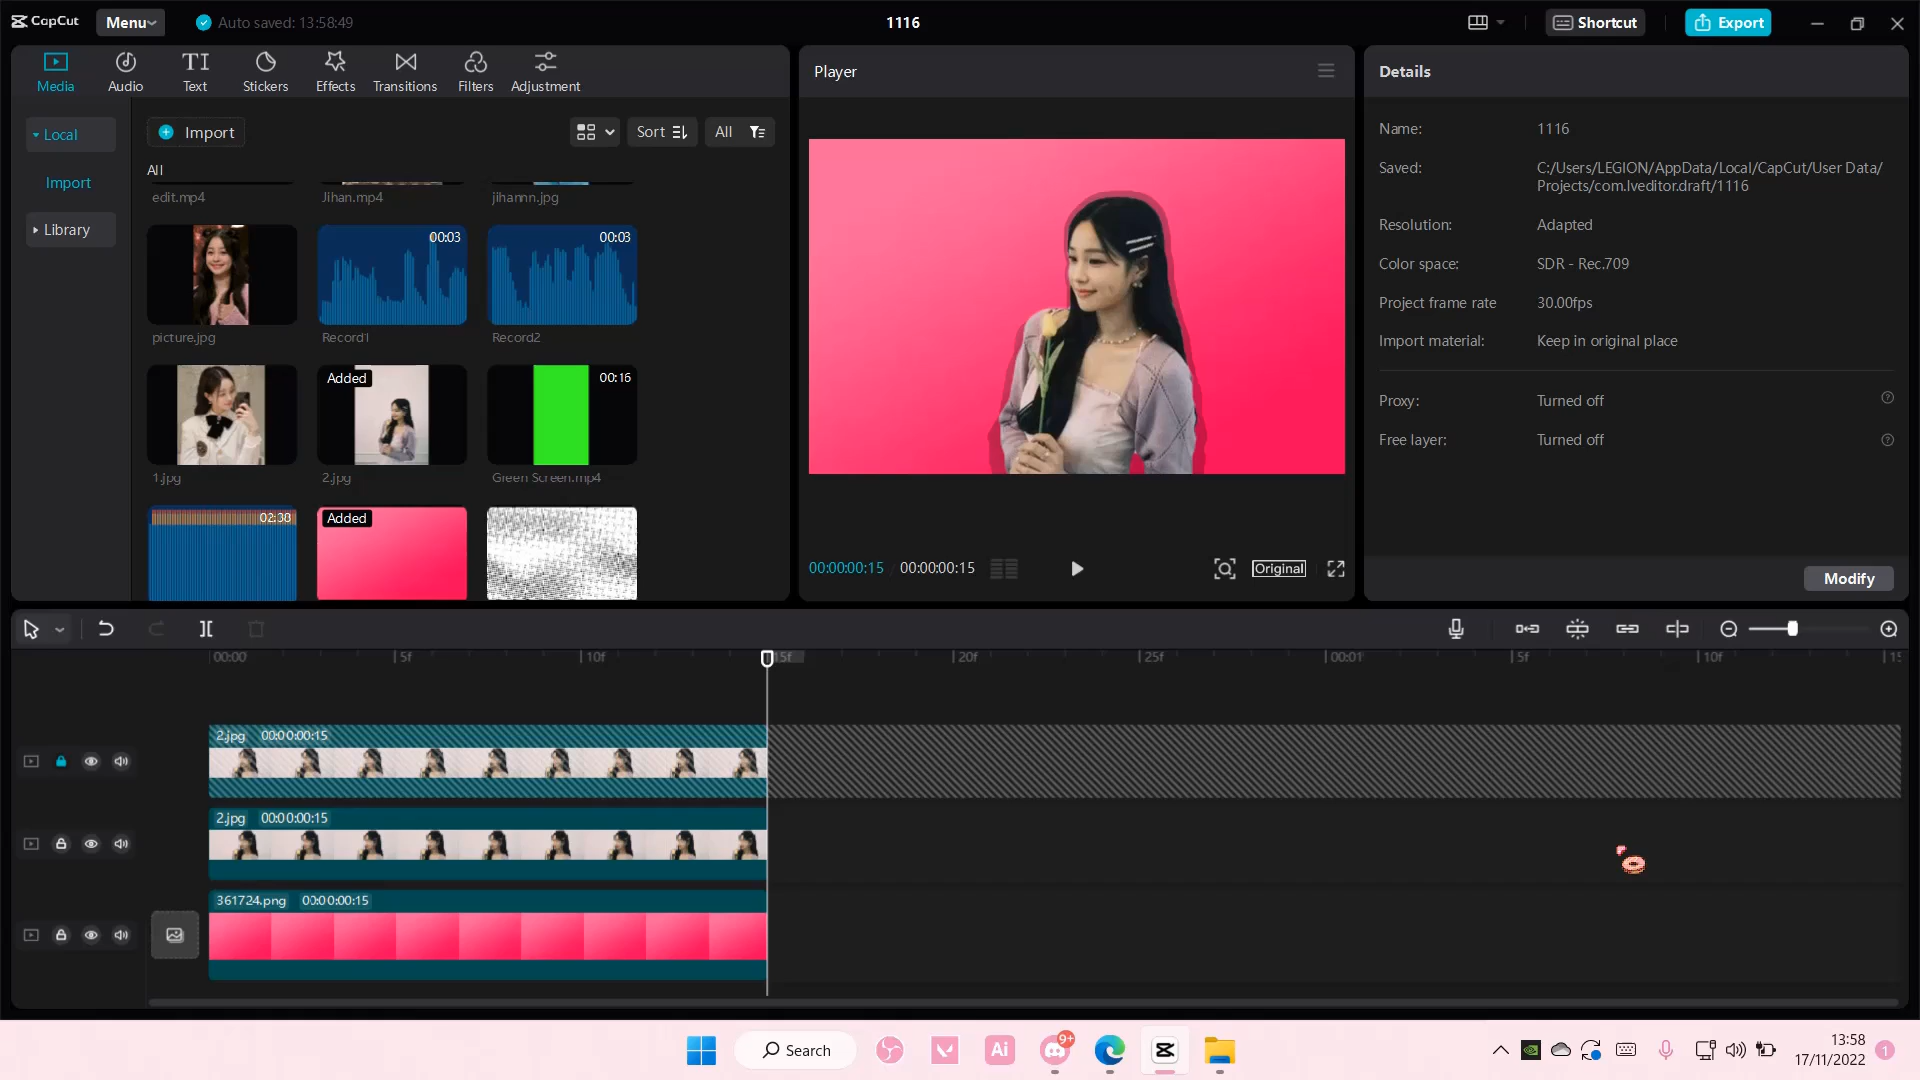 CapCut
Menu
Auto saved: 13:58:49
1116
Shortcut
Export
Media
Audio
Text
Stickers
Effects
Transitions
Filters
Adjustment
Player
Details
Local
Import
Library
Import
Sort
All
All
edit.mp4
Jihan.mp4
jihannn.jpg
00:03
00:03
picture.jpg
Record1
Record2
Added
00:16
1.jpg
2.jpg
Green Screen.mp4
02:30
Added
Name:
1116
Saved:
C:/Users/LEGION/AppData/Local/CapCut/User Data/
Projects/com.lveditor.draft/1116
Resolution:
Adapted
Color space:
SDR - Rec.709
Project frame rate
30.00fps
Import material:
Keep in original place
Proxy:
Turned off
Free layer:
Turned off
Modify
00:00:00:15
00:00:00:15
Original
00:00
5f
10f
15f
20f
25f
00:01
5f
10f
2.jpg 00:00:00:15
2.jpg 00:00:00:15
361724.png 00:00:00:15
Search
Ai
9+
13:58
17/11/2022
1